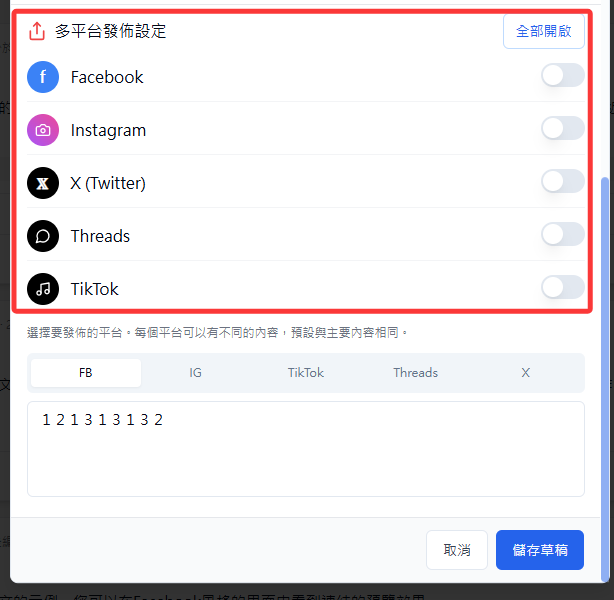 多平台發佈設定
全部開啟
Facebook
Instagram
X (Twitter)
Threads
TikTok
選擇要發佈的平台。每個平台可以有不同的內容，預設與主要內容相同。
FB IG TikTok Threads X
1 2 1 3 1 3 1 3 2
取消 儲存草稿